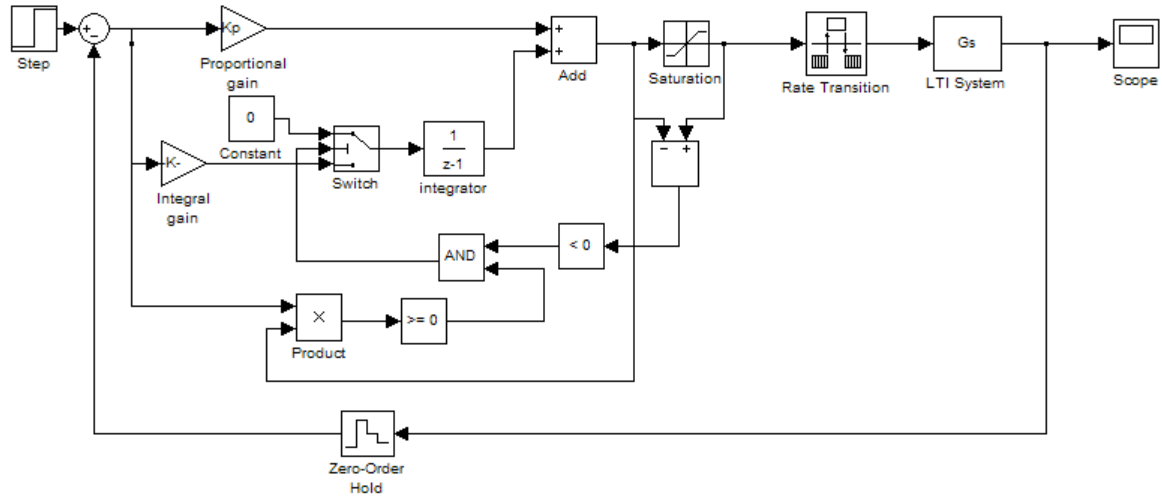 Step
+
-
Kp
Proportional
gain
0
Constant
K-
Integral
gain
Switch
1
z-1
integrator
+
+
Add
Saturation
Rate Transition
Gs
LTI System
Scope
- +
< 0
AND
×
Product
>= 0
Zero-Order
Hold